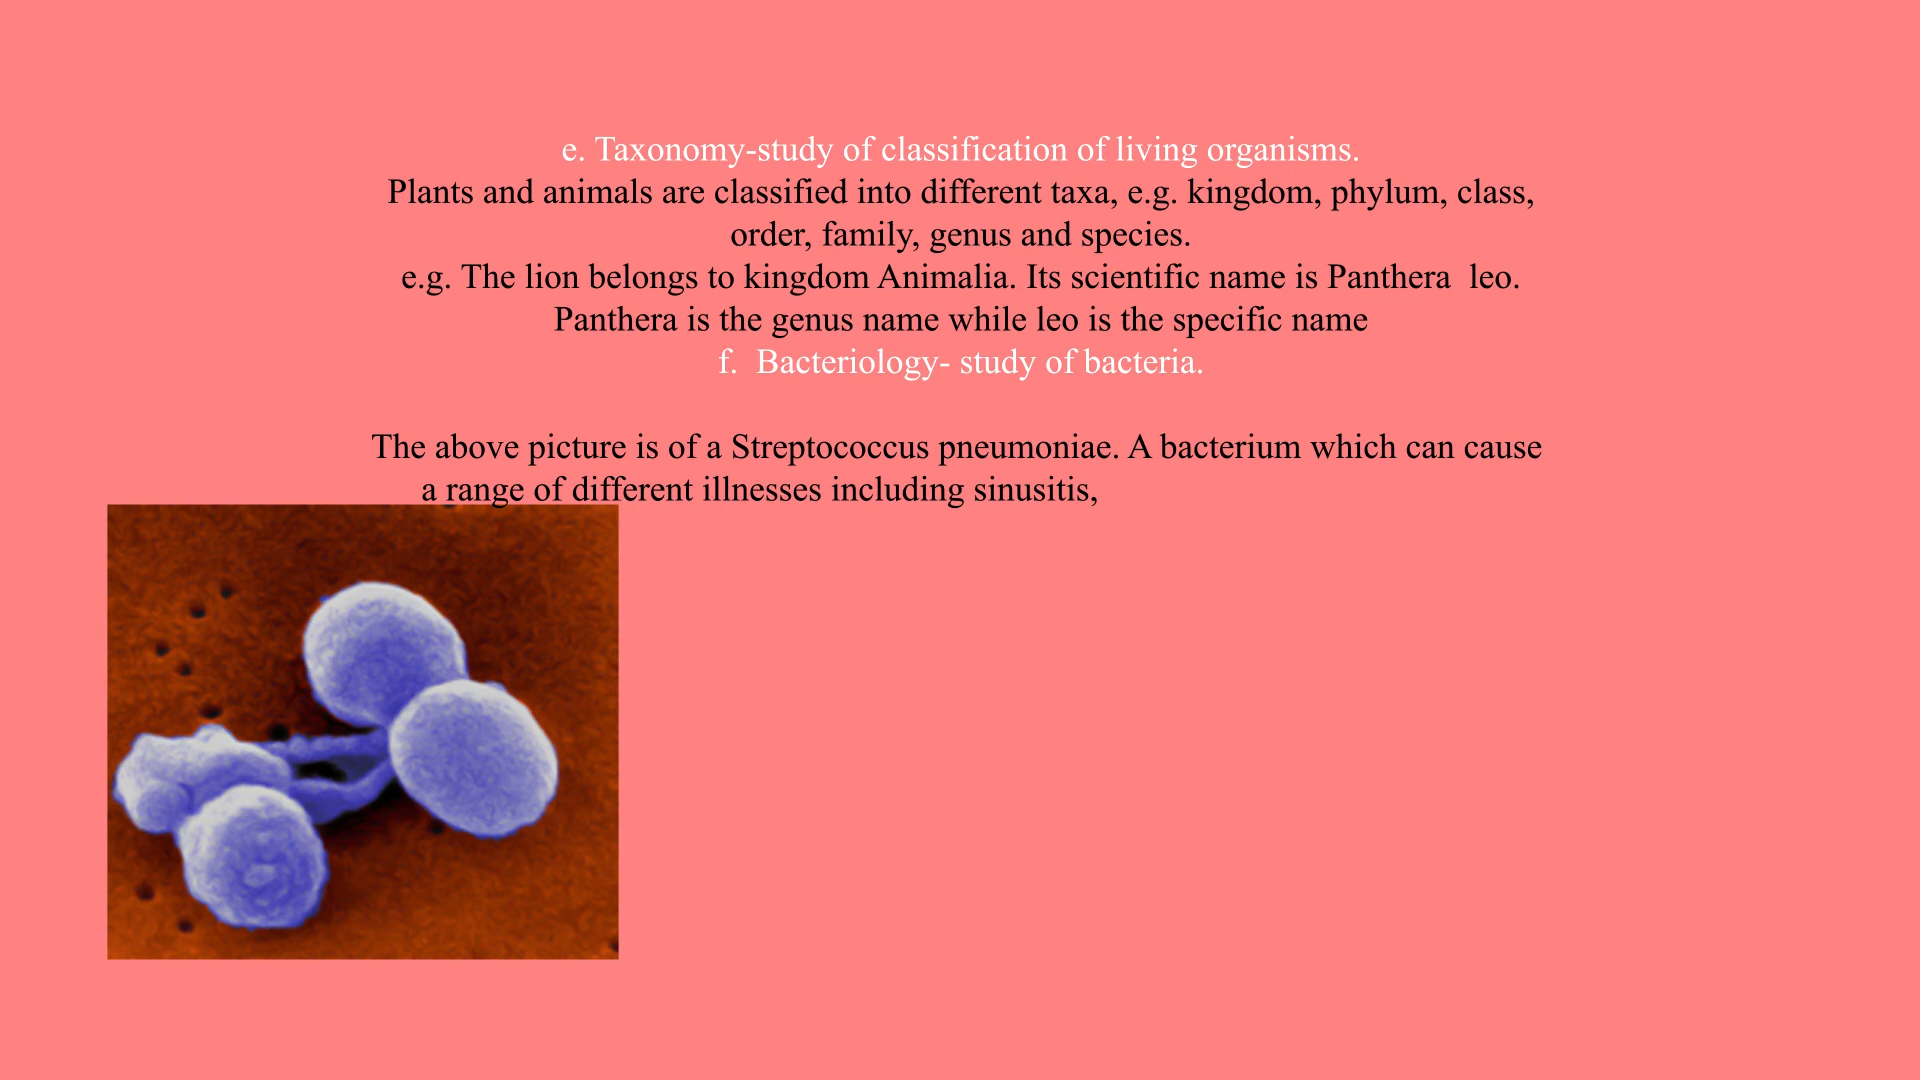 e. Taxonomy-study of classification of living organisms.
Plants and animals are classified into different taxa, e.g. kingdom, phylum, class,
order, family, genus and species.
e.g. The lion belongs to kingdom Animalia. Its scientific name is Panthera  leo.
Panthera is the genus name while leo is the specific name
f.  Bacteriology- study of bacteria.
The above picture is of a Streptococcus pneumoniae. A bacterium which can cause
a range of different illnesses including sinusitis,